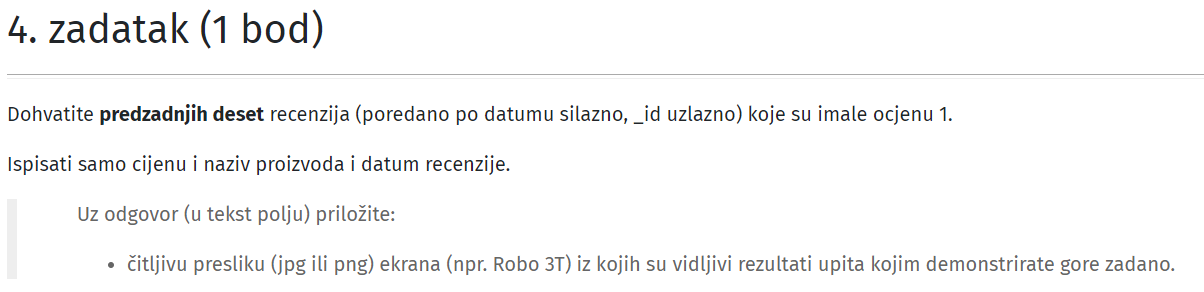 4. zadatak (1 bod)
Dohvatite predzadnjih deset recenzija (poredano po datumu silazno, _id uzlazno) koje su imale ocjenu 1.
Ispisati samo cijenu i naziv proizvoda i datum recenzije.
Uz odgovor (u tekst polju) priložite:
• čitljivu presliku (jpg ili png) ekrana (npr. Robo 3T) iz kojih su vidljivi rezultati upita kojim demonstrirate gore zadano.